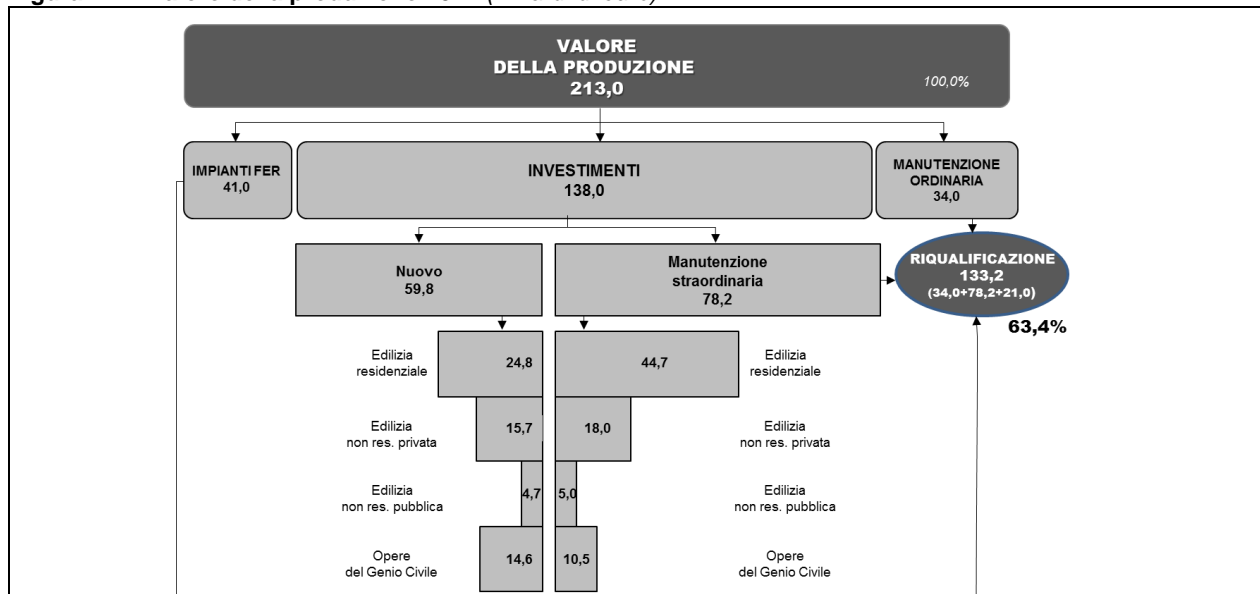 VALORE
DELLA PRODUZIONE
213,0
100,0%
IMPIANTI FER
41,0
INVESTIMENTI
138,0
MANUTENZIONE
ORDINARIA
34,0
Nuovo
59,8
Manutenzione
straordinaria
78,2
RIQUALIFICAZIONE
133,2
(34,0+78,2+21,0)
63,4%
Edilizia
residenziale
24,8
44,7
Edilizia
residenziale
Edilizia
non res. privata
15,7
18,0
Edilizia
non res. privata
Edilizia
non res. pubblica
4,7
5,0
Edilizia
non res. pubblica
Opere
del Genio Civile
14,6
10,5
Opere
del Genio Civile